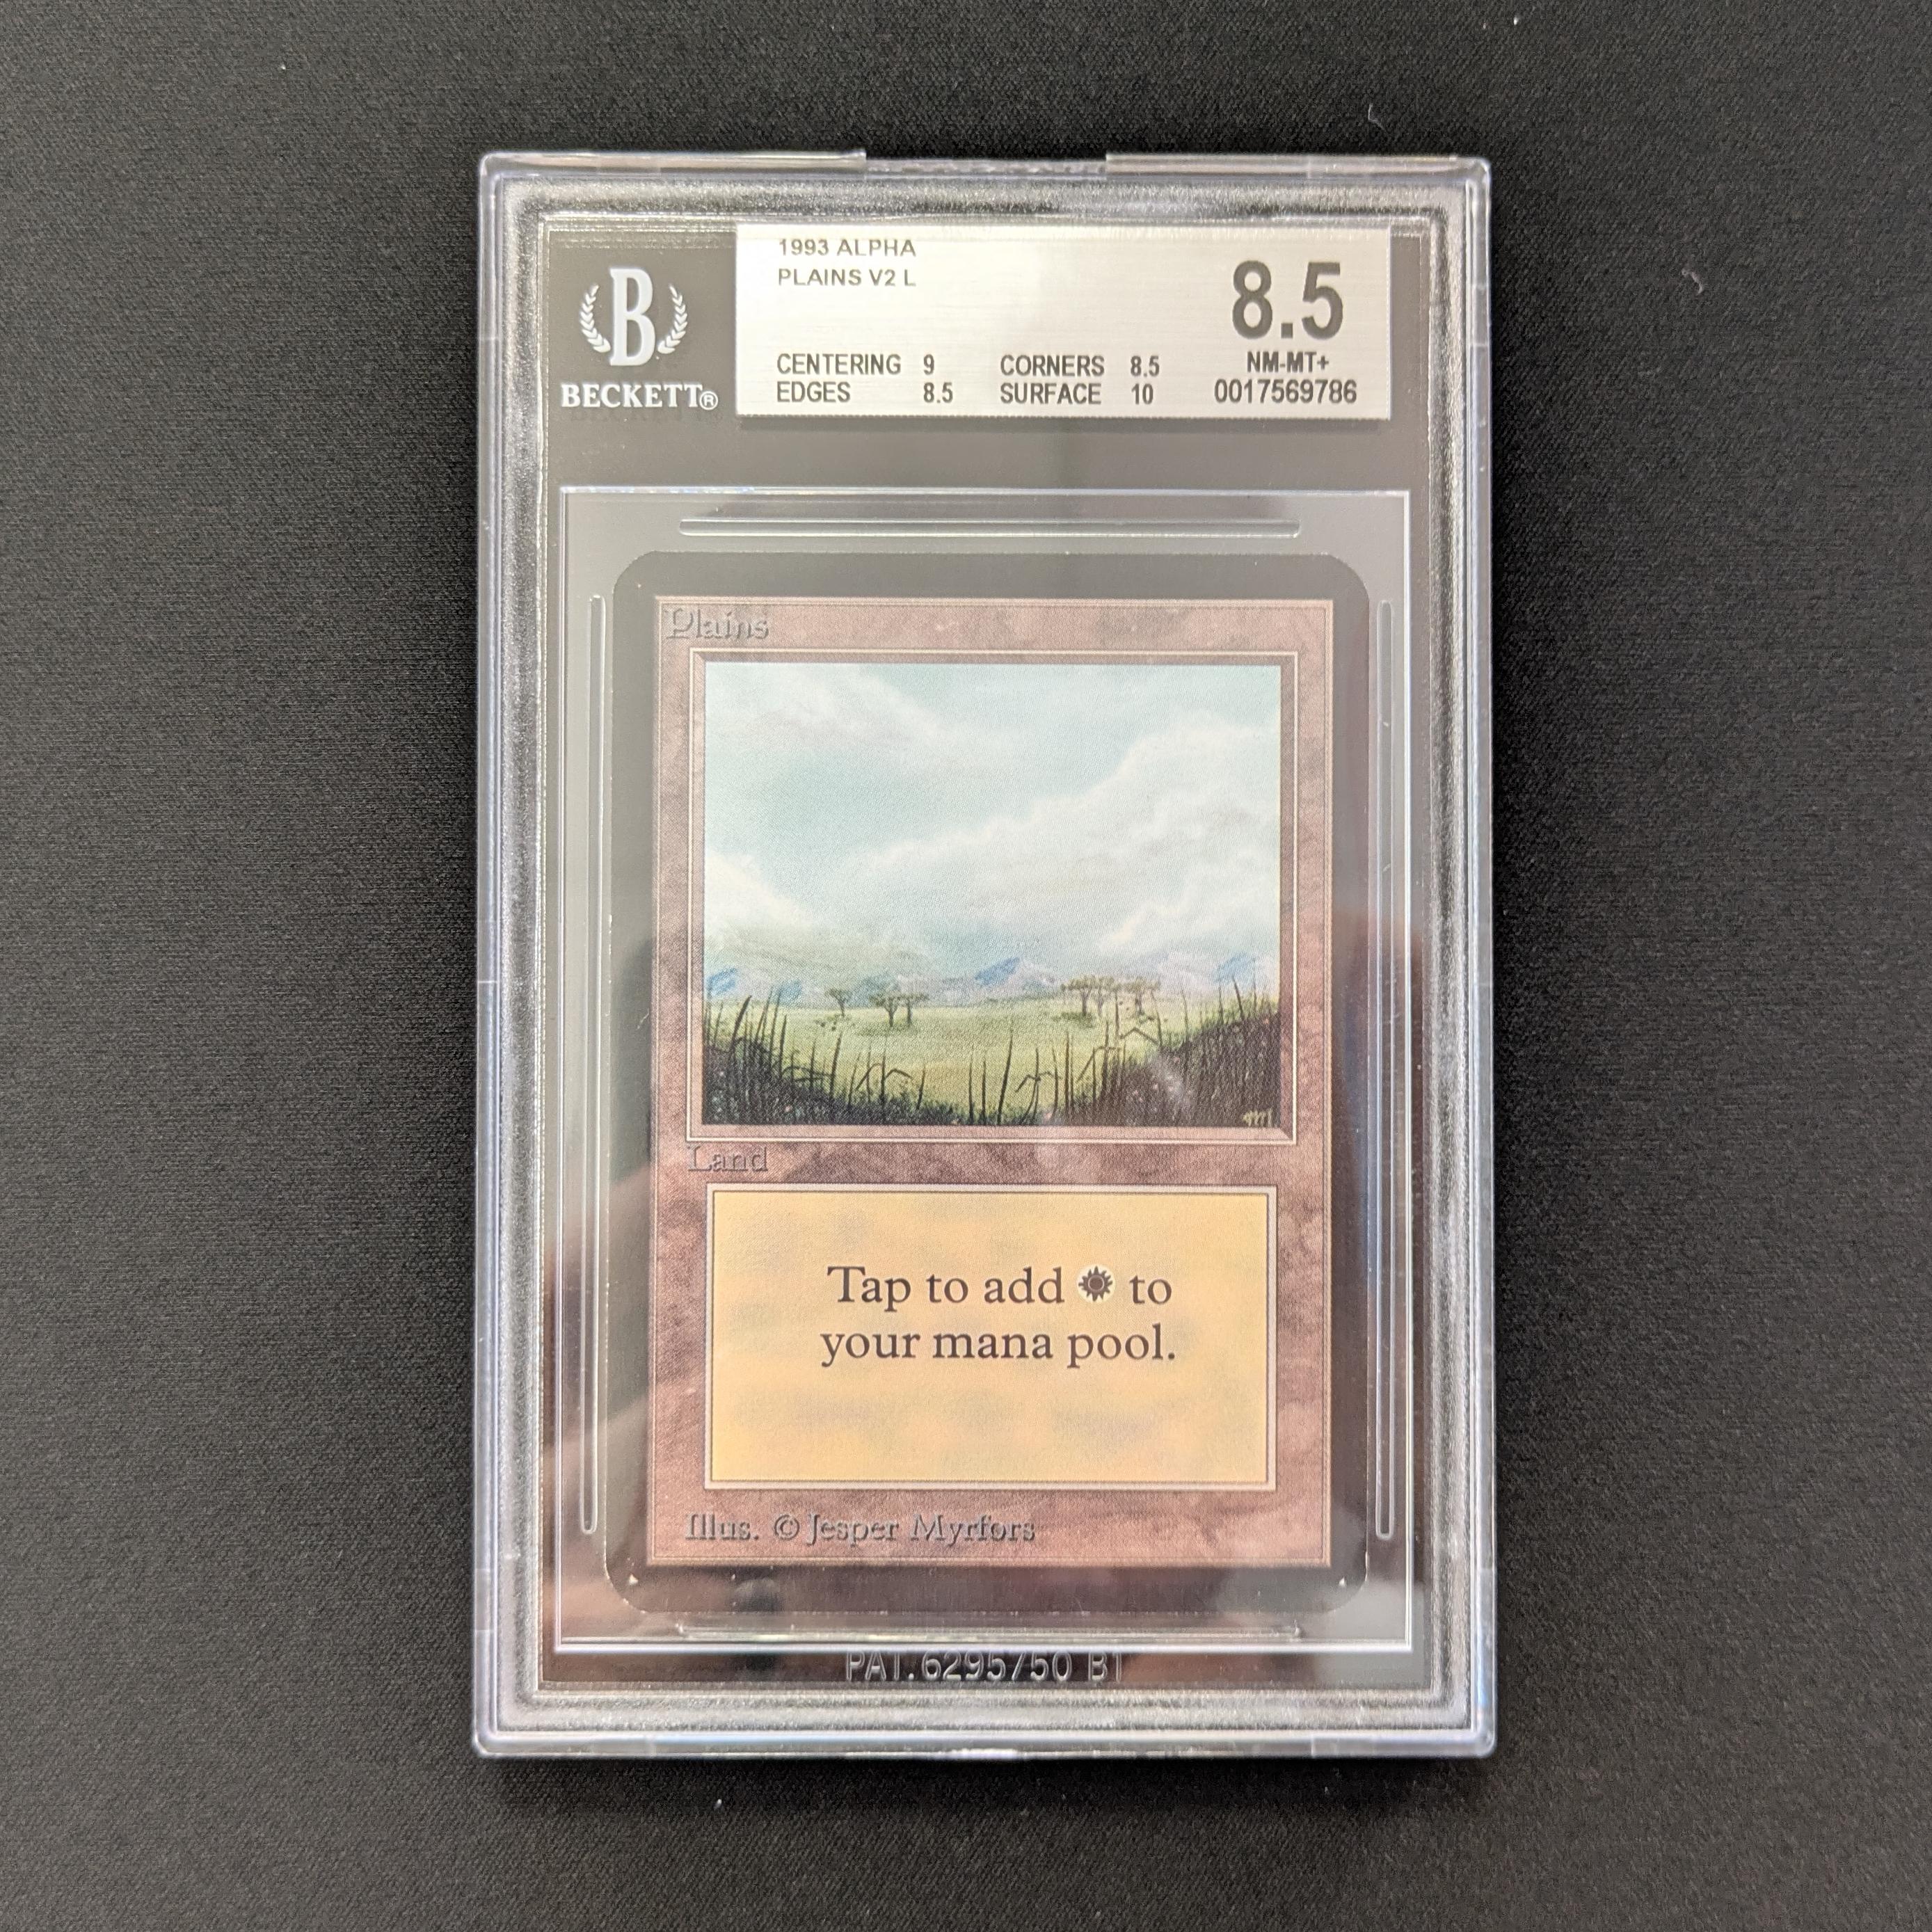 1993 ALPHA
PLAINS V2 L
8.5
B
BECKETT®
CENTERING 9 CORNERS 8.5 NM-MT+
EDGES 8.5 SURFACE 10 0017569786
Plains
Land
Tap to add to
your mana pool.
Illus. © Jesper Myrfors
PAT.6295750 B1